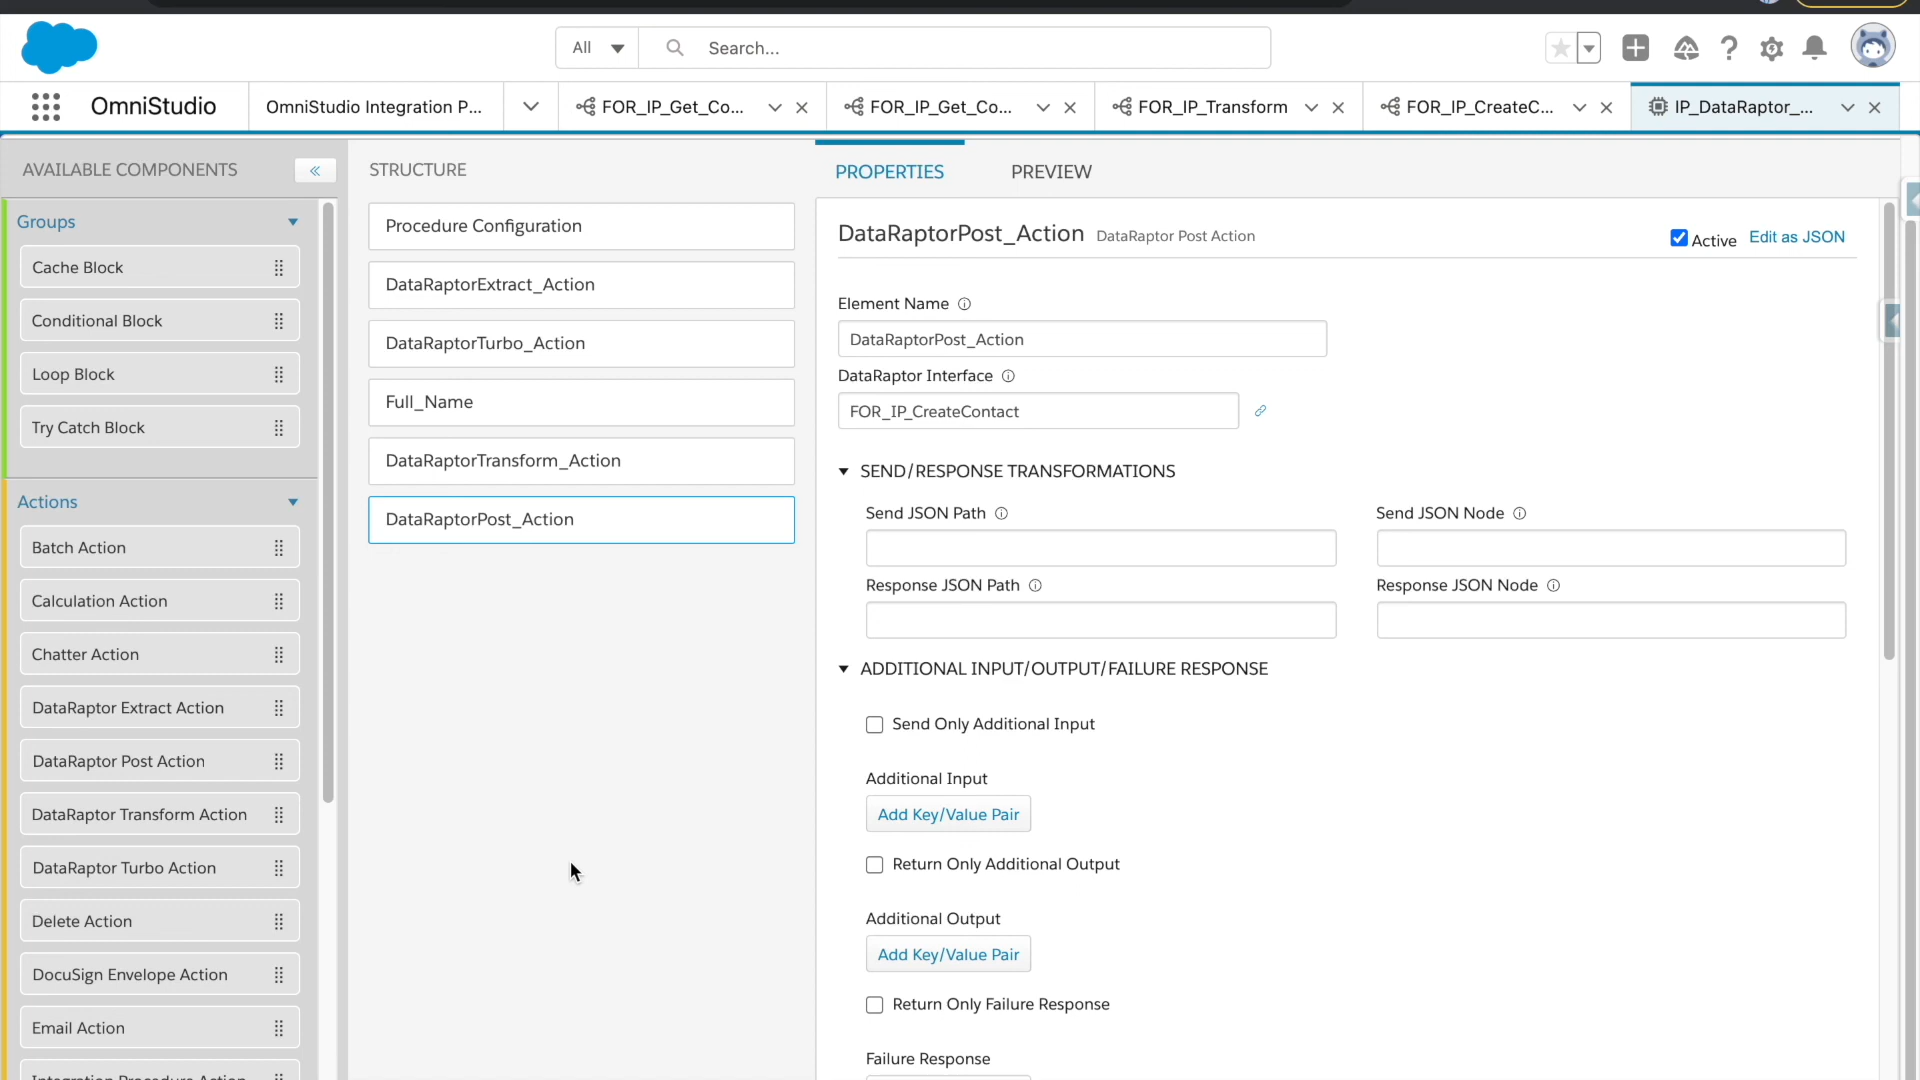 All
Search...
OmniStudio
OmniStudio Integration P...
FOR_IP_Get_Co...
FOR_IP_Get_Co...
FOR_IP_Transform
FOR_IP_CreateC...
IP_DataRaptor_...
AVAILABLE COMPONENTS
Groups
Cache Block
Conditional Block
Loop Block
Try Catch Block
Actions
Batch Action
Calculation Action
Chatter Action
DataRaptor Extract Action
DataRaptor Post Action
DataRaptor Transform Action
DataRaptor Turbo Action
Delete Action
DocuSign Envelope Action
Email Action
Integration Procedure Action
STRUCTURE
Procedure Configuration
DataRaptorExtract_Action
DataRaptorTurbo_Action
Full_Name
DataRaptorTransform_Action
DataRaptorPost_Action
PROPERTIES
PREVIEW
DataRaptorPost_Action DataRaptor Post Action
Active Edit as JSON
Element Name
DataRaptorPost_Action
DataRaptor Interface
FOR_IP_CreateContact
SEND/RESPONSE TRANSFORMATIONS
Send JSON Path
Send JSON Node
Response JSON Path
Response JSON Node
ADDITIONAL INPUT/OUTPUT/FAILURE RESPONSE
Send Only Additional Input
Additional Input
Add Key/Value Pair
Return Only Additional Output
Additional Output
Add Key/Value Pair
Return Only Failure Response
Failure Response